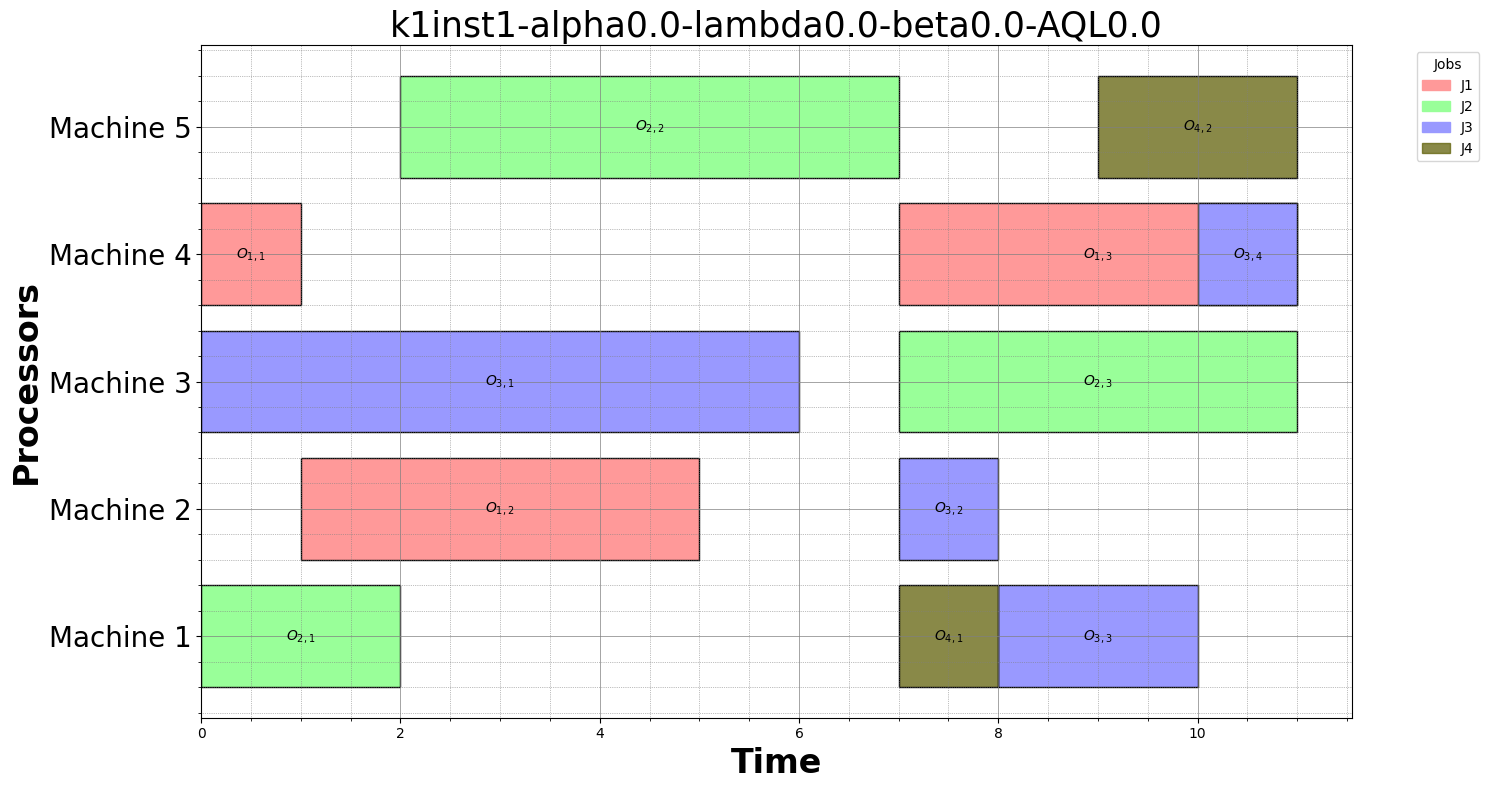 k1inst1-alpha0.0-lambda0.0-beta0.0-AQL0.0
Jobs
J1
J2
J3
J4
Machine 5
O2,2
O4,2
Machine 4
O1,1
O1,3
O3,4
Machine 3
O3,1
O2,3
Machine 2
O1,2
O3,2
Machine 1
O2,1
O4,1
O3,3
Processors
0 2 4 6 8 10
Time